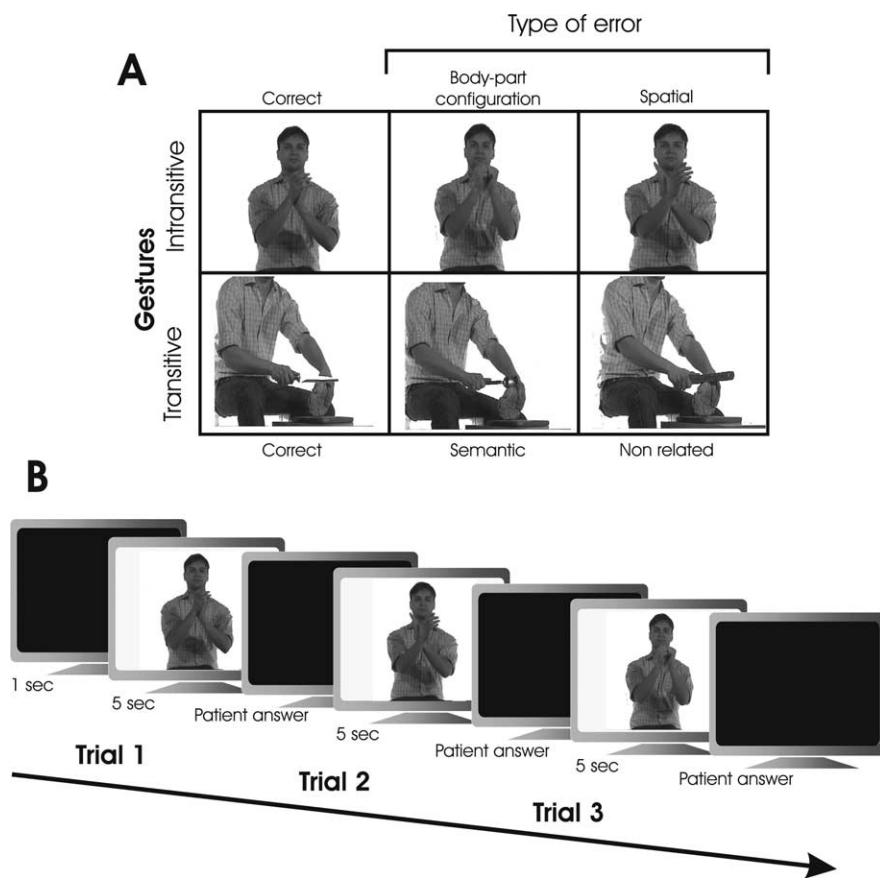 Type of error
A
Correct
Body-part
configuration
Spatial
Gestures
Intransitive
Transitive
Correct
Semantic
Non related
B
1 sec
5 sec
Patient answer
5 sec
Patient answer
5 sec
Patient answer
Trial 1
Trial 2
Trial 3